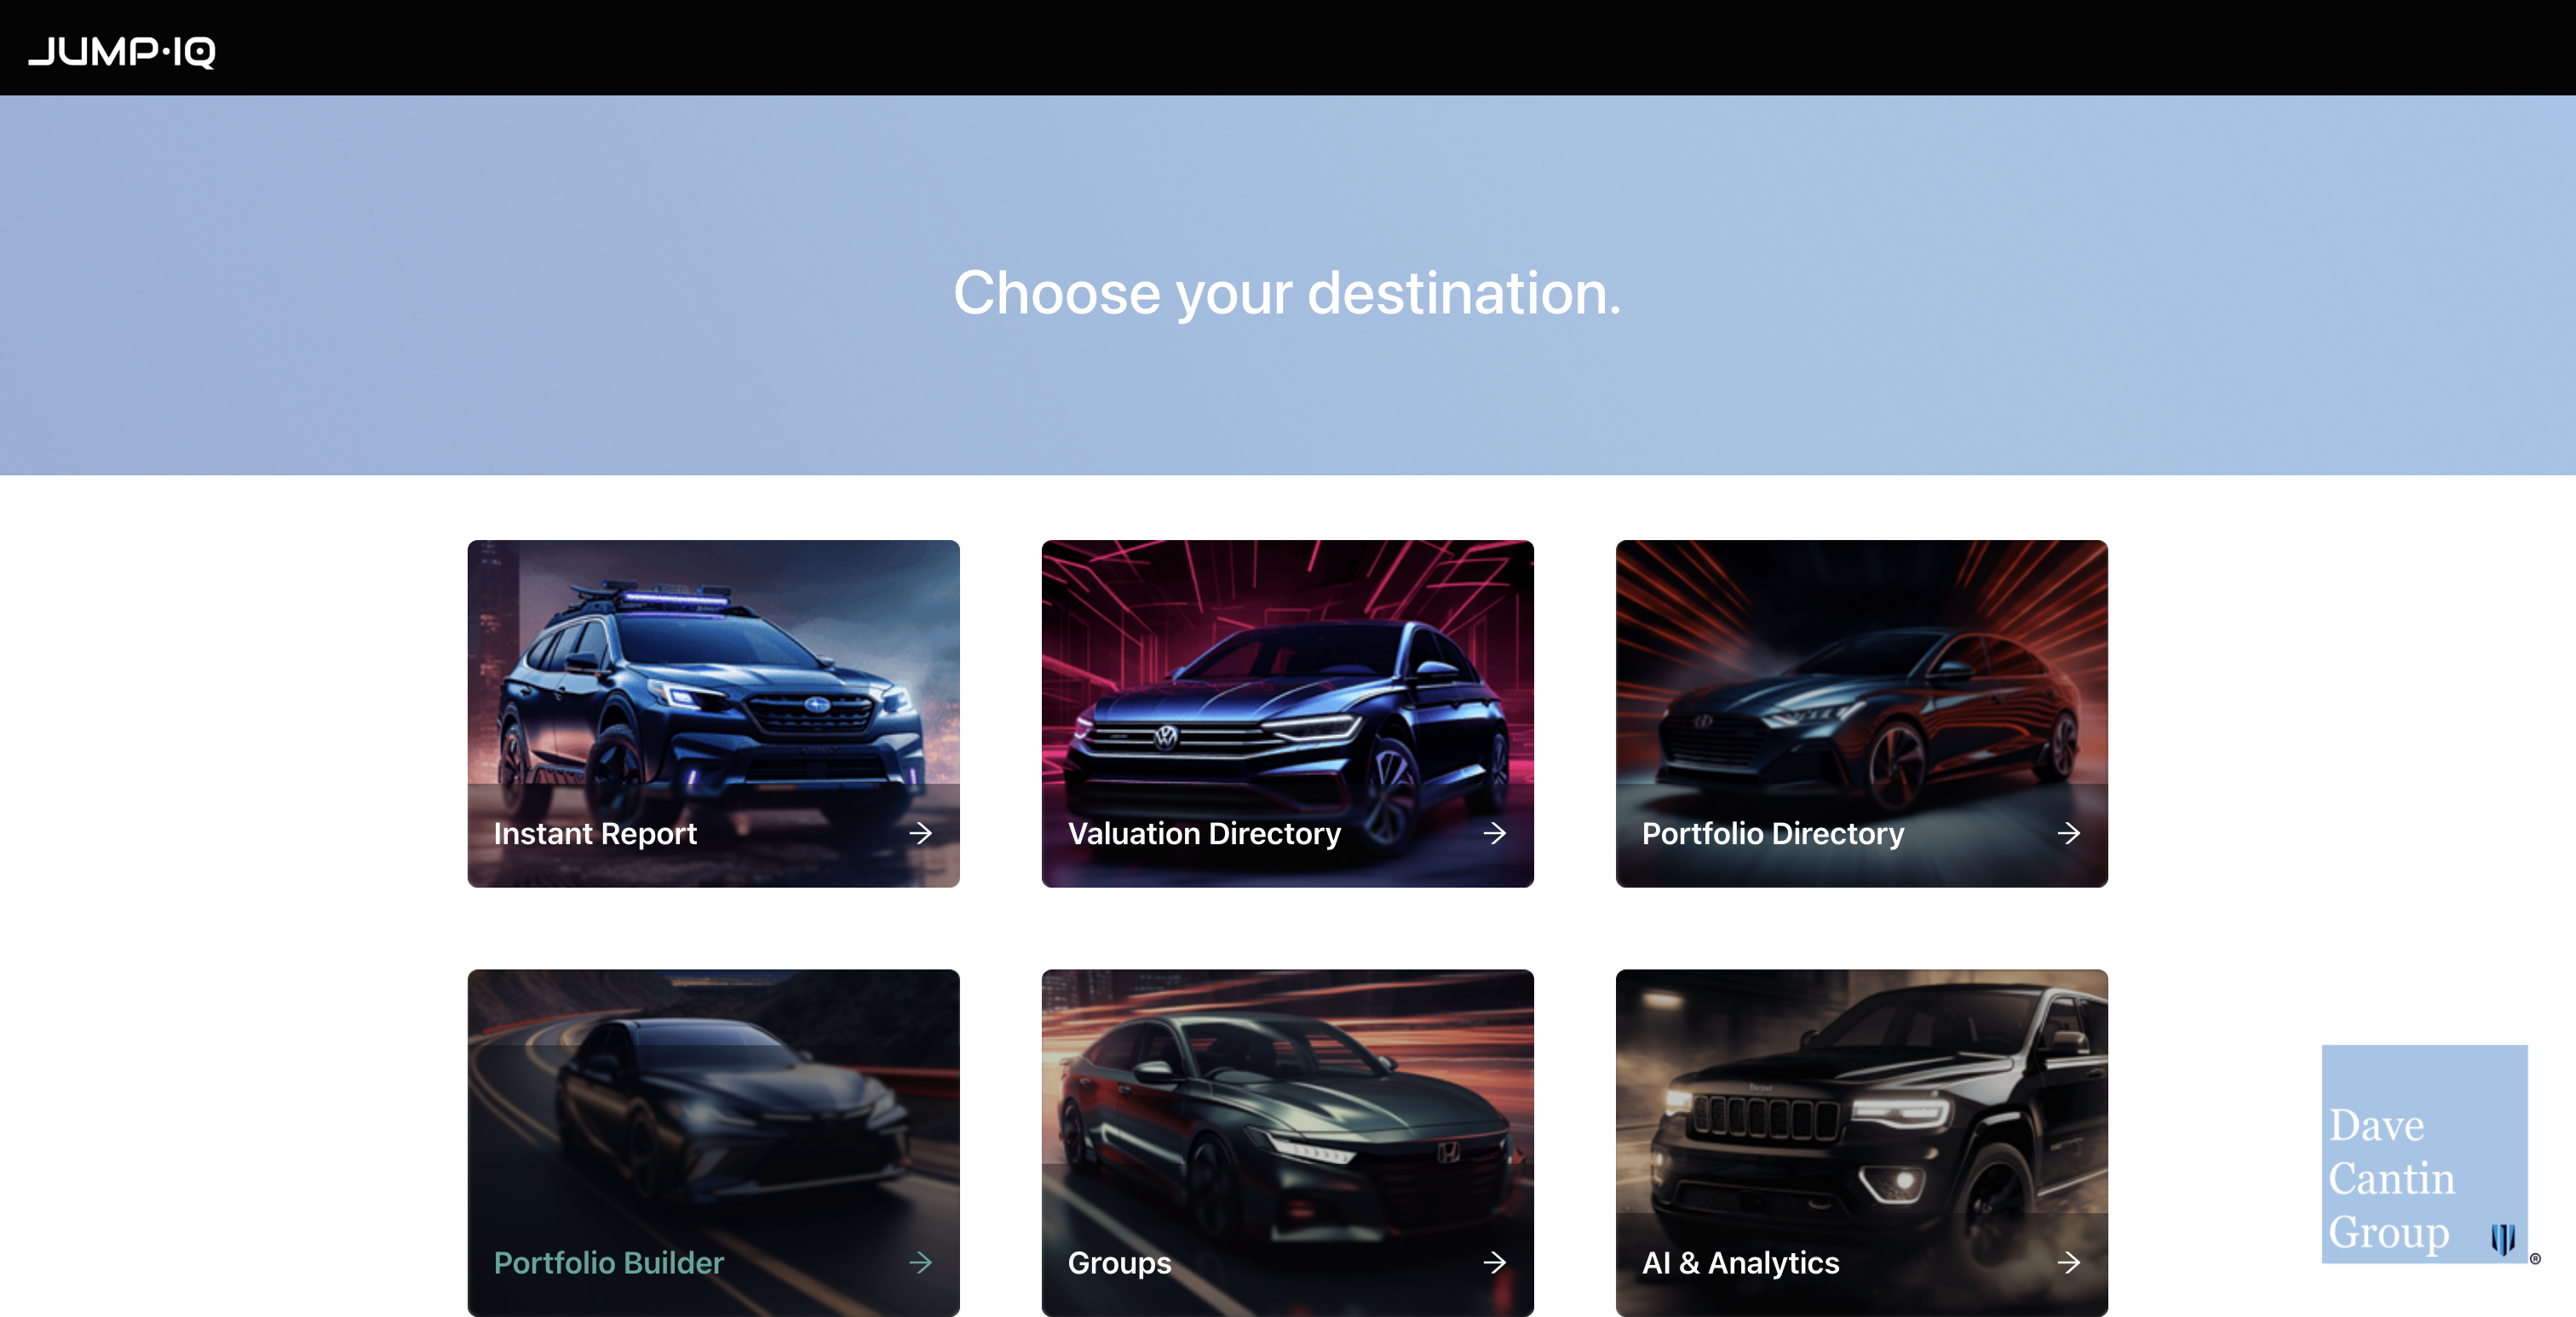 JUMP·IQ
Choose your destination.
Instant Report
Valuation Directory
Portfolio Directory
Portfolio Builder
Groups
AI & Analytics
Dave
Cantin
Group
®